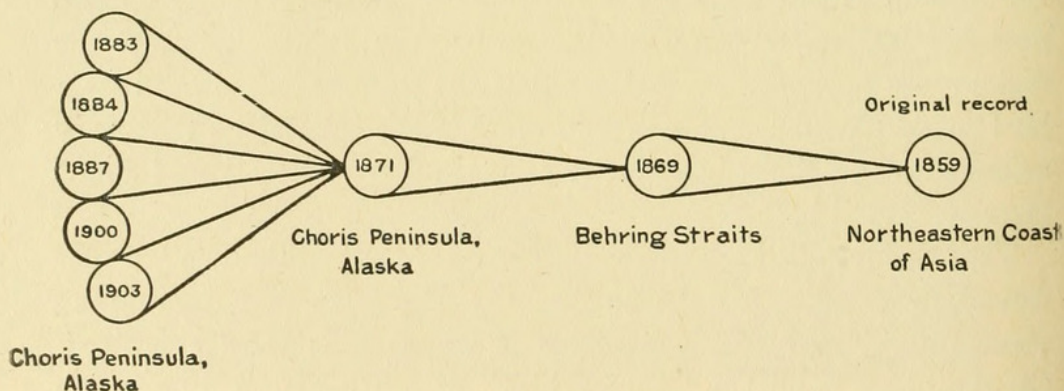 1883
1884
1887
1900
1903
Choris Peninsula,
Alaska
1871
Choris Peninsula,
Alaska
1869
Behring Straits
Original record
1859
Northeastern Coast
of Asia